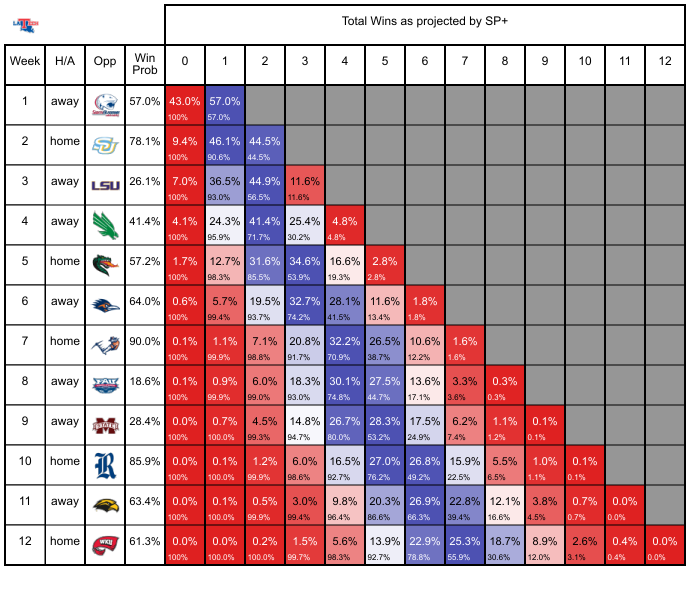 Total Wins as projected by SP+
Week H/A Opp Win Prob 0 1 2 3 4 5 6 7 8 9 10 11 12
1 away 57.0% 43.0% 57.0%
100% 57.0%
2 home SU 78.1% 9.4% 46.1% 44.5%
100% 90.6% 44.5%
3 away LSU 26.1% 7.0% 36.5% 44.9% 11.6%
100% 93.0% 56.5% 11.6%
4 away 41.4% 4.1% 24.3% 41.4% 25.4% 4.8%
100% 95.9% 71.7% 30.2% 4.8%
5 home 57.2% 1.7% 12.7% 31.6% 34.6% 16.6% 2.8%
100% 98.3% 85.5% 53.9% 19.3% 2.8%
6 away 64.0% 0.6% 5.7% 19.5% 32.7% 28.1% 11.6% 1.8%
100% 99.4% 93.7% 74.2% 41.5% 13.4% 1.8%
7 home 90.0% 0.1% 1.1% 7.1% 20.8% 32.2% 26.5% 10.6% 1.6%
100% 99.9% 98.8% 91.7% 70.9% 38.7% 12.2% 1.6%
8 away FAU 18.6% 0.1% 0.9% 6.0% 18.3% 30.1% 27.5% 13.6% 3.3% 0.3%
100% 99.9% 99.0% 93.0% 74.8% 44.7% 17.1% 3.6% 0.3%
9 away M 28.4% 0.0% 0.7% 4.5% 14.8% 26.7% 28.3% 17.5% 6.2% 1.1% 0.1%
100% 100.0% 99.3% 94.7% 80.0% 53.2% 24.9% 7.4% 1.2% 0.1%
10 home R 85.9% 0.0% 0.1% 1.2% 6.0% 16.5% 27.0% 26.8% 15.9% 5.5% 1.0% 0.1%
100% 100.0% 99.9% 98.6% 92.7% 76.2% 49.2% 22.5% 6.5% 1.1% 0.1%
11 away 63.4% 0.0% 0.1% 0.5% 3.0% 9.8% 20.3% 26.9% 22.8% 12.1% 3.8% 0.7% 0.0%
100% 100.0% 99.9% 99.4% 96.4% 86.6% 66.3% 39.4% 16.6% 4.5% 0.7% 0.0%
12 home WKU 61.3% 0.0% 0.0% 0.2% 1.5% 5.6% 13.9% 22.9% 25.3% 18.7% 8.9% 2.6% 0.4% 0.0%
100% 100.0% 100.0% 99.7% 98.3% 92.7% 78.8% 55.9% 30.6% 12.0% 3.1% 0.4% 0.0%